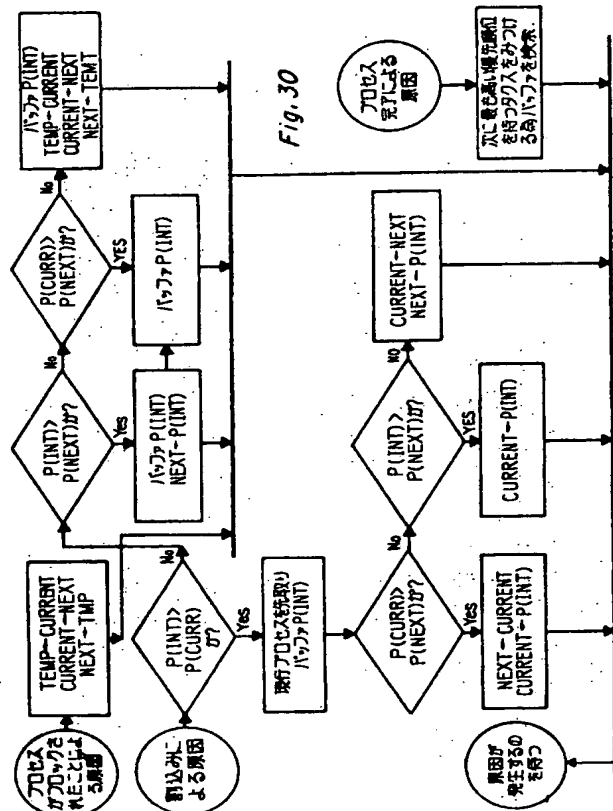 Fig. 30
プロセス
がブロックさ
れたことによ
る原因
TEMP-CURRENT
CURRENT-NEXT
NEXT-TMP
割込みに
よる原因
P(INT)>
P(CURR)
か?
No
Yes
P(INT)>
P(NEXT)か?
No
Yes
バッファP(INT)
NEXT-P(INT)
P(CURR)>
P(NEXT)か?
No
YES
バッファP(INT)
バッファP(INT)
TEMP-CURRENT
CURRENT-NEXT
NEXT-TEMT
現行プロセスを先取り
バッファP(INT)
P(CURR)>
P(NEXT)か?
No
Yes
NEXT-CURRENT
CURRENT-P(INT)
P(INT)>
P(NEXT)か?
No
Yes
CURRENT-P(INT)
CURRENT-NEXT
NEXT-P(INT)
プロセス
完了による
原因
次に最も高い優先順位
を待つタクスをみつけ
る為バッファを検索.
原因が
発生するの
を待つ